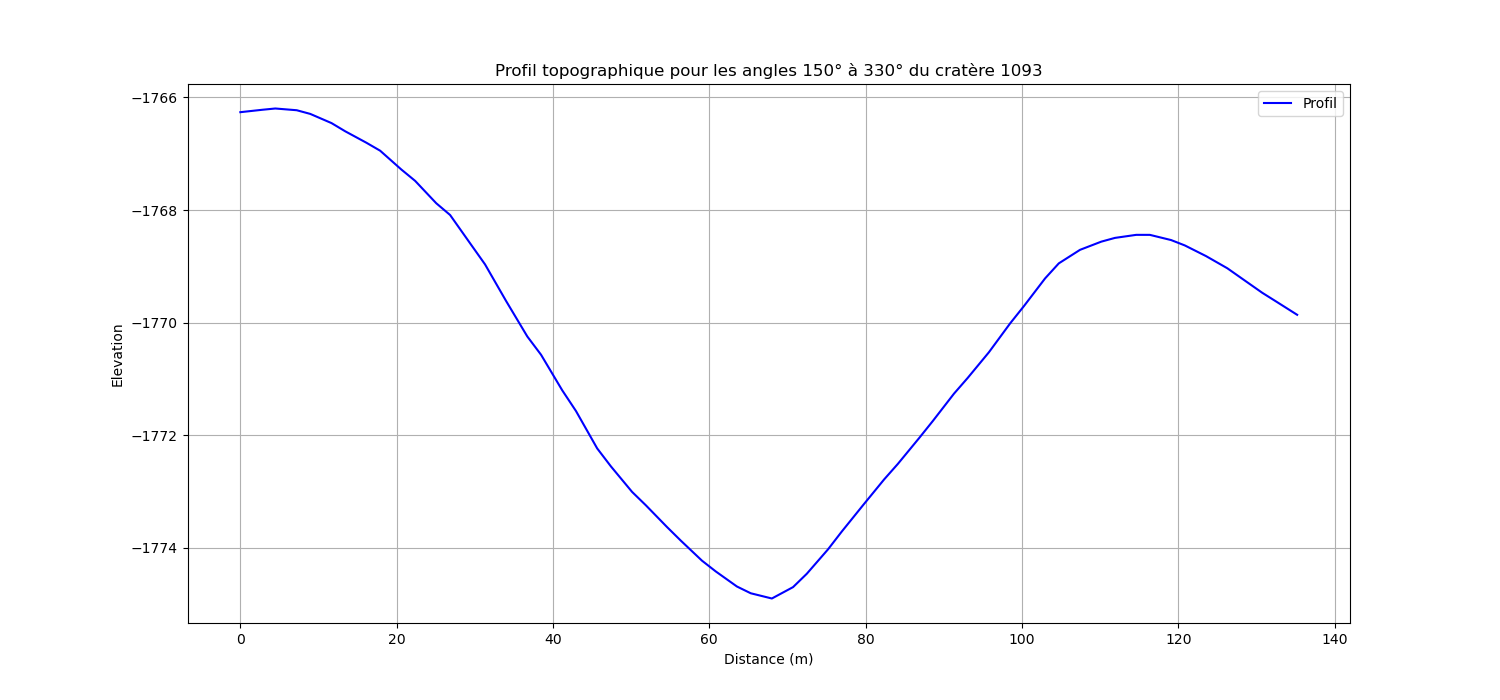 Profil topographique pour les angles 150° à 330° du cratère 1093
Profil
−1766
−1768
−1770
−1772
−1774
Elevation
0 20 40 60 80 100 120 140
Distance (m)